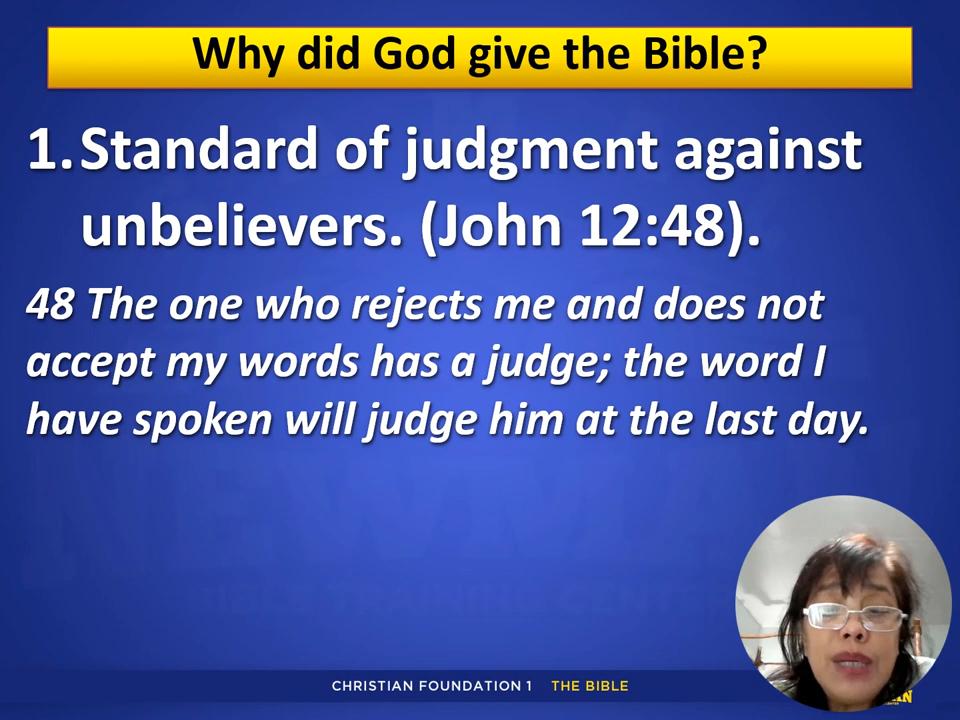 Why did God give the Bible?
1. Standard of judgment against
unbelievers. (John 12:48).
48 The one who rejects me and does not
accept my words has a judge; the word I
have spoken will judge him at the last day.
CHRISTIAN FOUNDATION 1 THE BIBLE